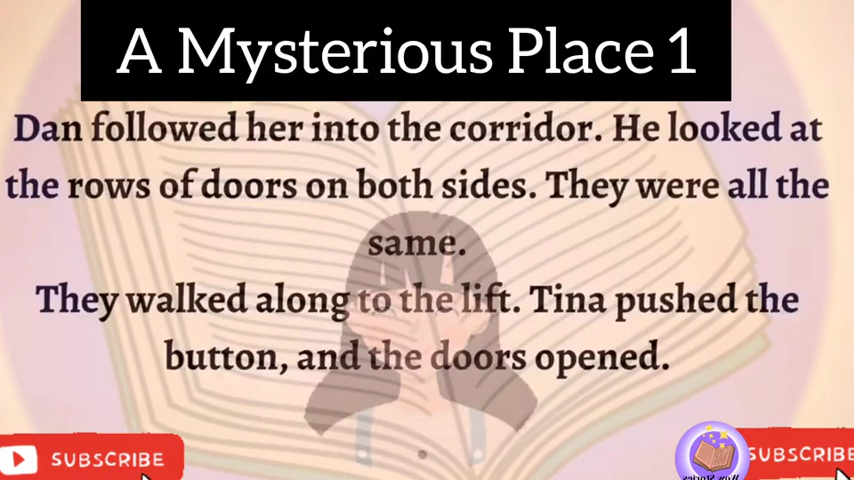 A Mysterious Place 1
Dan followed her into the corridor. He looked at
the rows of doors on both sides. They were all the
same.
They walked along to the lift. Tina pushed the
button, and the doors opened.
SUBSCRIBE
SUBSCRIBE